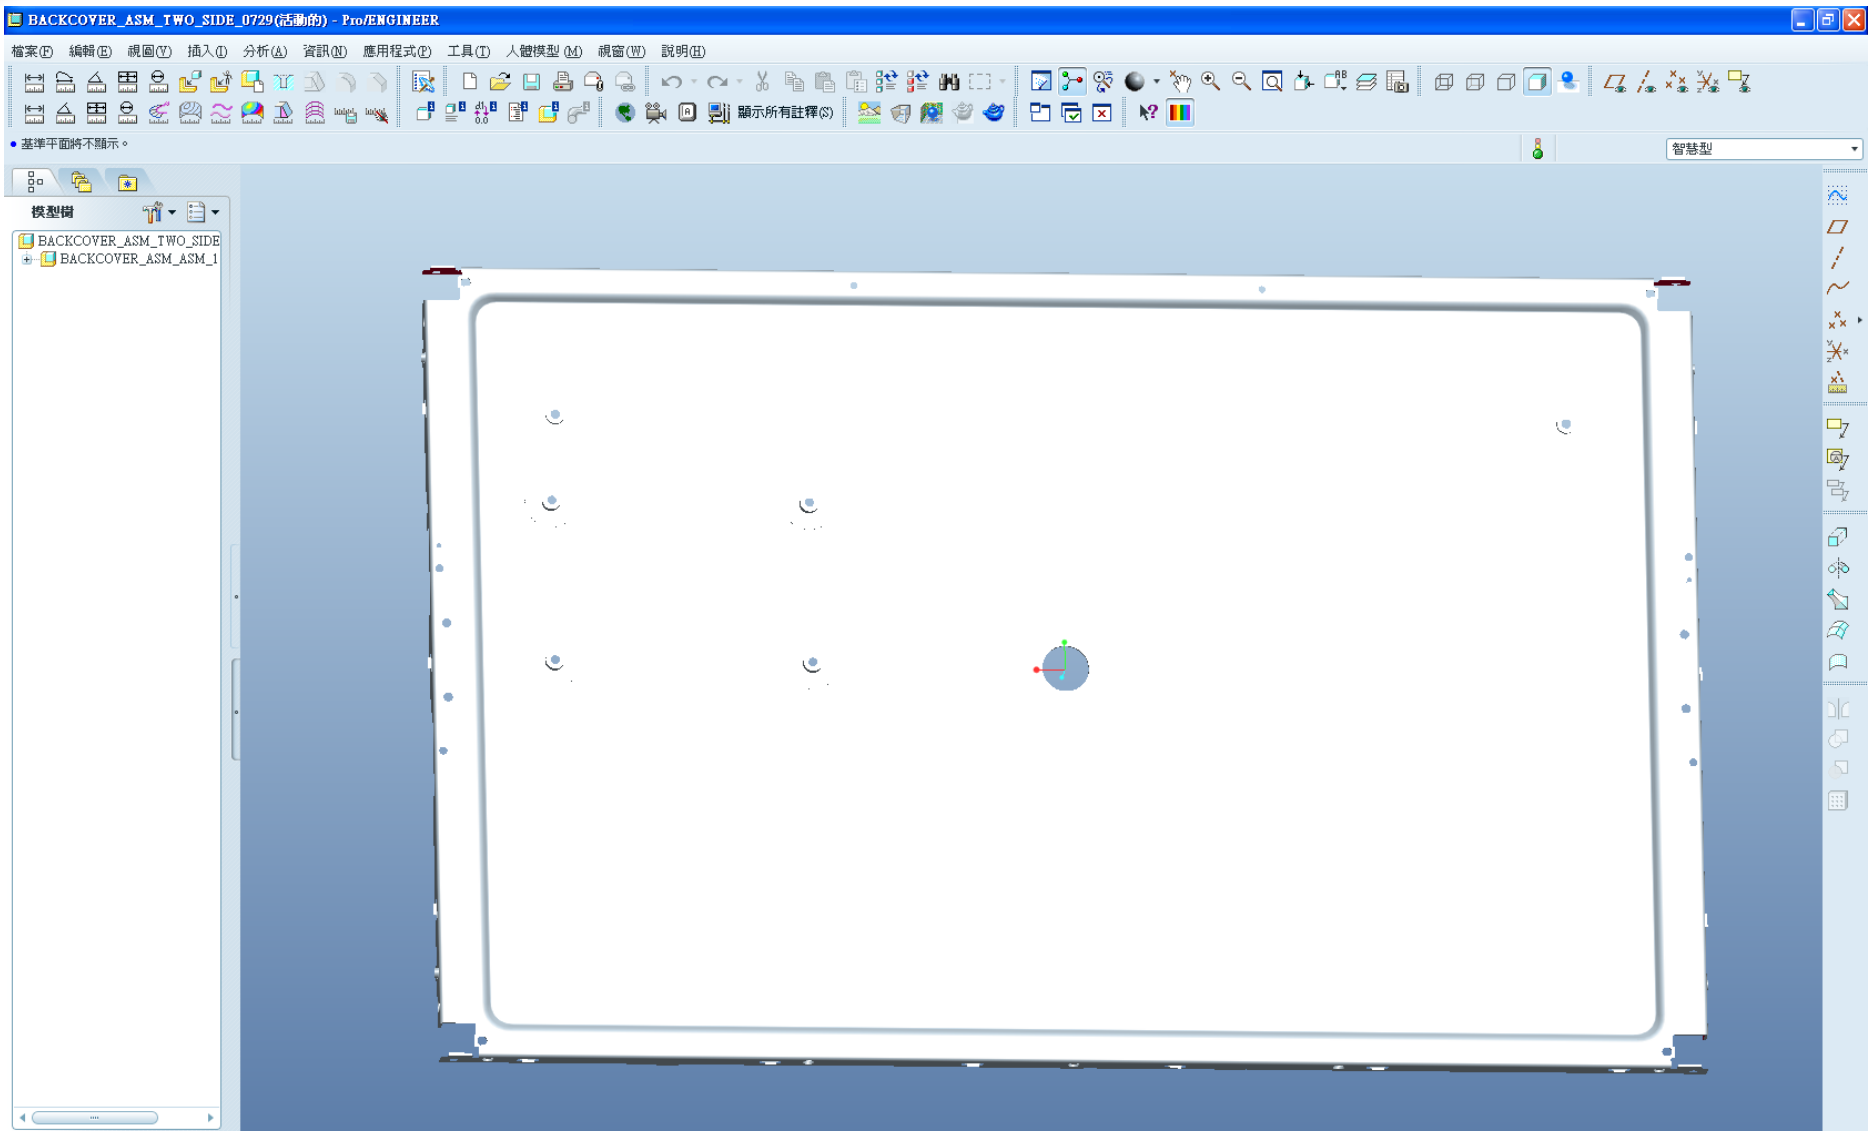 BACKCOVER_ASM_TWO_SIDE_0729(活動的) - Pro/ENGINEER
檔案(F) 編輯(E) 視圖(V) 插入(I) 分析(A) 資訊(N) 應用程式(P) 工具(T) 人體模型(M) 視窗(W) 說明(H)
顯示所有註釋(S)
基準平面將不顯示。
智慧型
模型樹
BACKCOVER_ASM_TWO_SIDE
BACKCOVER_ASM_ASM_1